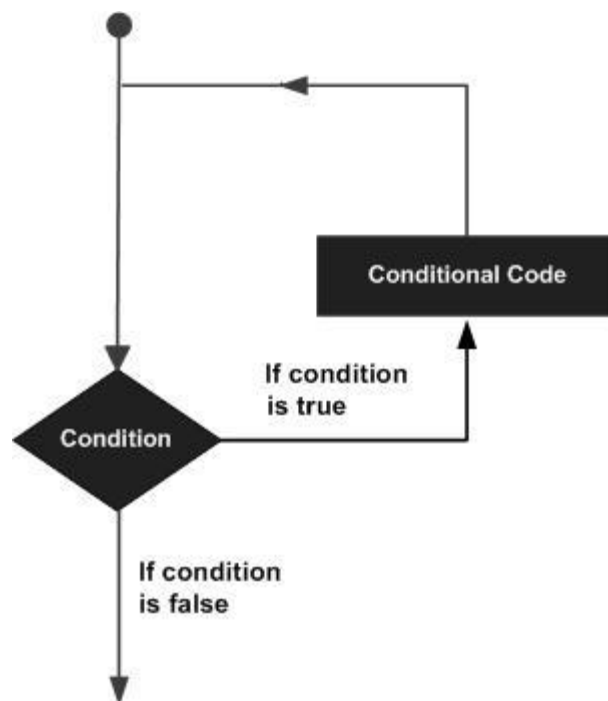 Conditional Code
If condition
is true
Condition
If condition
is false